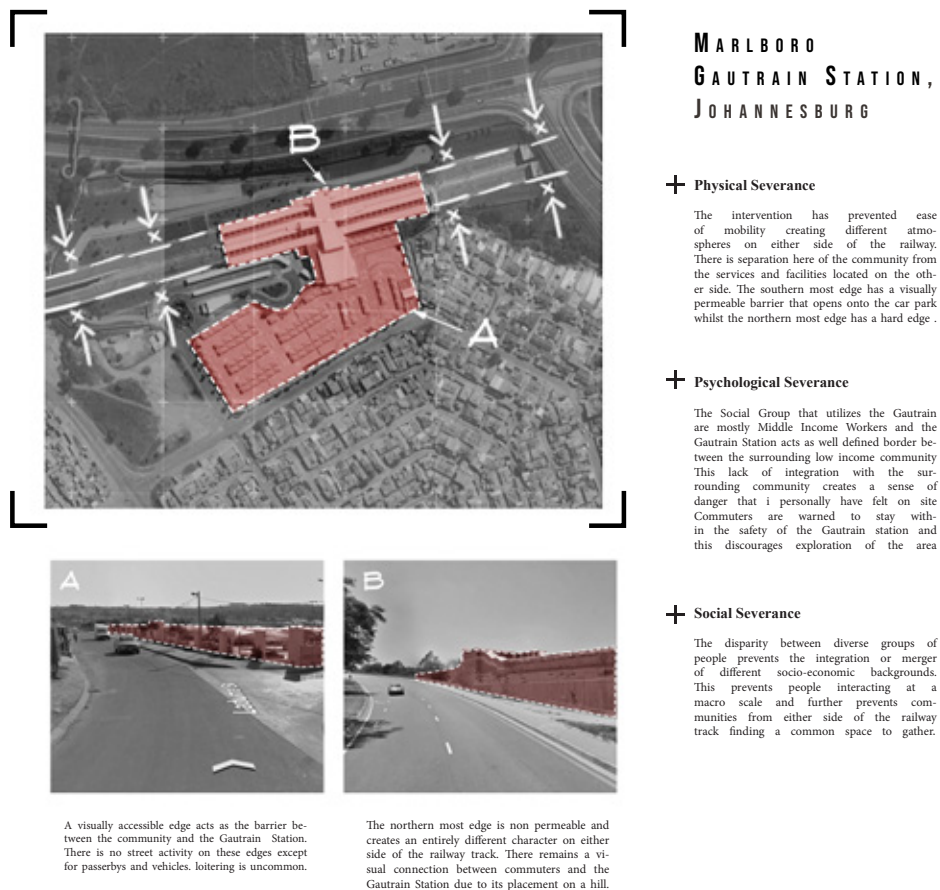 MARLBORO
GAUTRAIN STATION,
JOHANNESBURG
B
A
Physical Severance
The intervention has prevented ease
of mobility creating different atmo-
spheres on either side of the railway.
There is separation here of the community from
the services and facilities located on the oth-
er side. The southern most edge has a visually
permeable barrier that opens onto the car park
whilst the northern most edge has a hard edge .
Psychological Severance
The Social Group that utilizes the Gautrain
are mostly Middle Income Workers and the
Gautrain Station acts as well defined border be-
tween the surrounding low income community
This lack of integration with the sur-
rounding community creates a sense of
danger that i personally have felt on site
Commuters are warned to stay with-
in the safety of the Gautrain station and
this discourages exploration of the area
Social Severance
The disparity between diverse groups of
people prevents the integration or merger
of different socio-economic backgrounds.
This prevents people interacting at a
macro scale and further prevents com-
munities from either side of the railway
track finding a common space to gather.
A
A visually accessible edge acts as the barrier be-
tween the community and the Gautrain Station.
There is no street activity on these edges except
for passerbys and vehicles. loitering is uncommon.
B
The northern most edge is non permeable and
creates an entirely different character on either
side of the railway track. There remains a vi-
sual connection between commuters and the
Gautrain Station due to its placement on a hill.